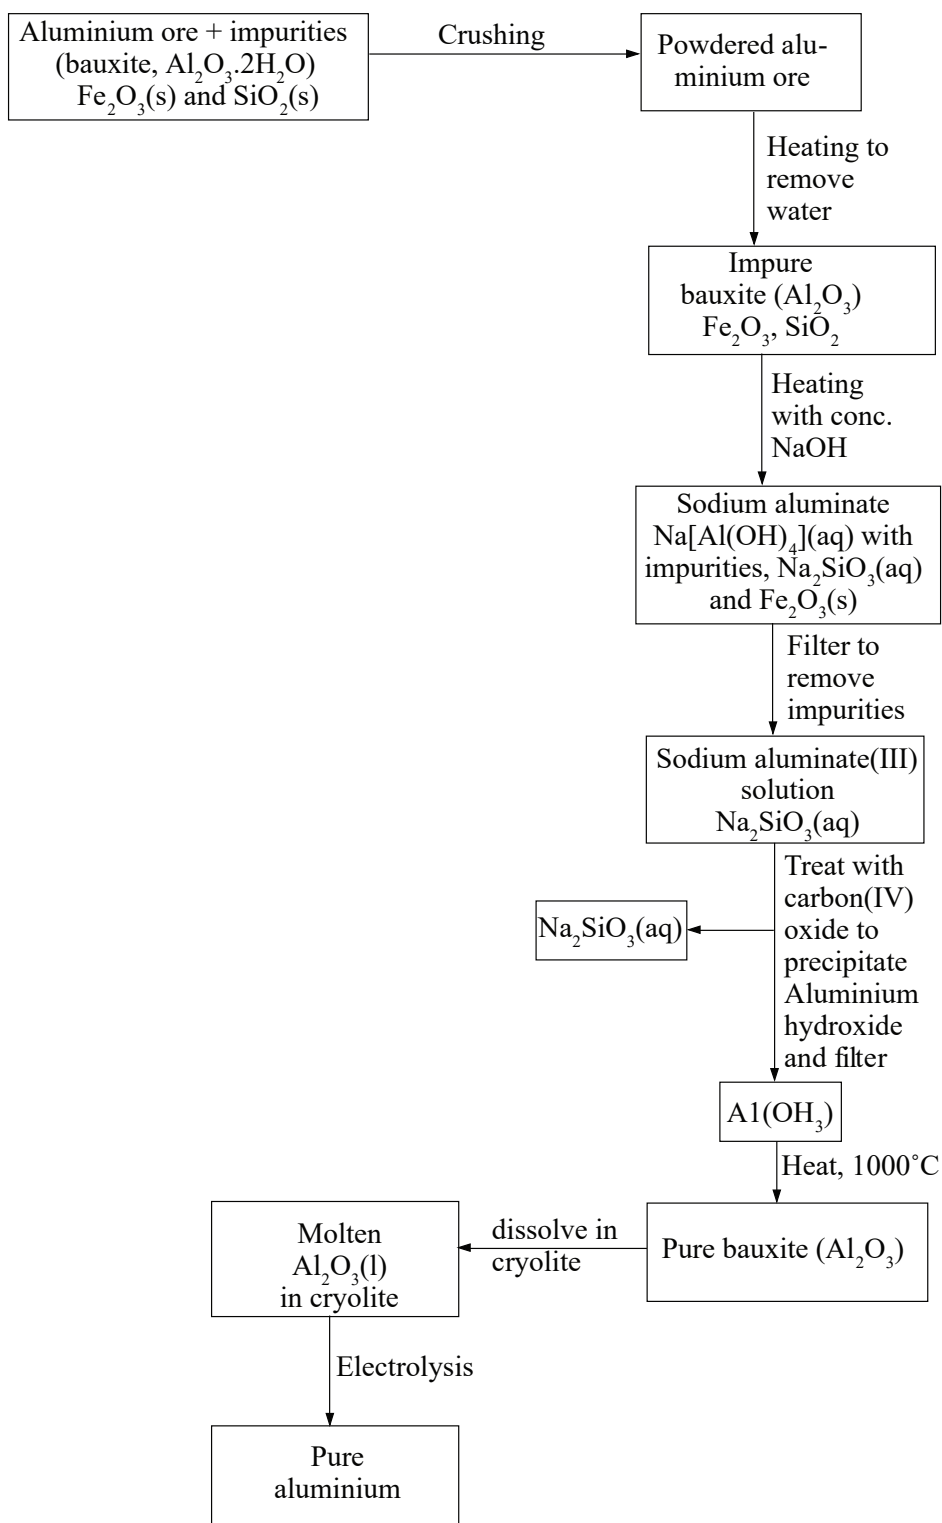 Aluminium ore + impurities
(bauxite, Al₂O₃.2H₂O)
Fe₂O₃(s) and SiO₂(s)
Crushing
Powdered alu-
minium ore
Heating to
remove
water
Impure
bauxite (Al₂O₃)
Fe₂O₃, SiO₂
Heating
with conc.
NaOH
Sodium aluminate
Na[Al(OH)₄](aq) with
impurities, Na₂SiO₃(aq)
and Fe₂O₃(s)
Filter to
remove
impurities
Sodium aluminate(III)
solution
Na₂SiO₃(aq)
Treat with
carbon(IV)
oxide to
precipitate
Aluminium
hydroxide
and filter
Na₂SiO₃(aq)
A1(OH₃)
Heat, 1000˚C
Pure bauxite (Al₂O₃)
dissolve in
cryolite
Molten
Al₂O₃(l)
in cryolite
Electrolysis
Pure
aluminium